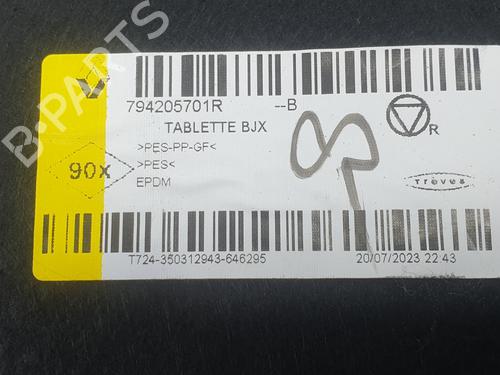 794205701R --B
TABLETTE BJX
R
>PES-PP-GF<
90x >PES<
EPDM
Treves
T724-350312943-646295 20/07/2023 22:43
B-PARTS